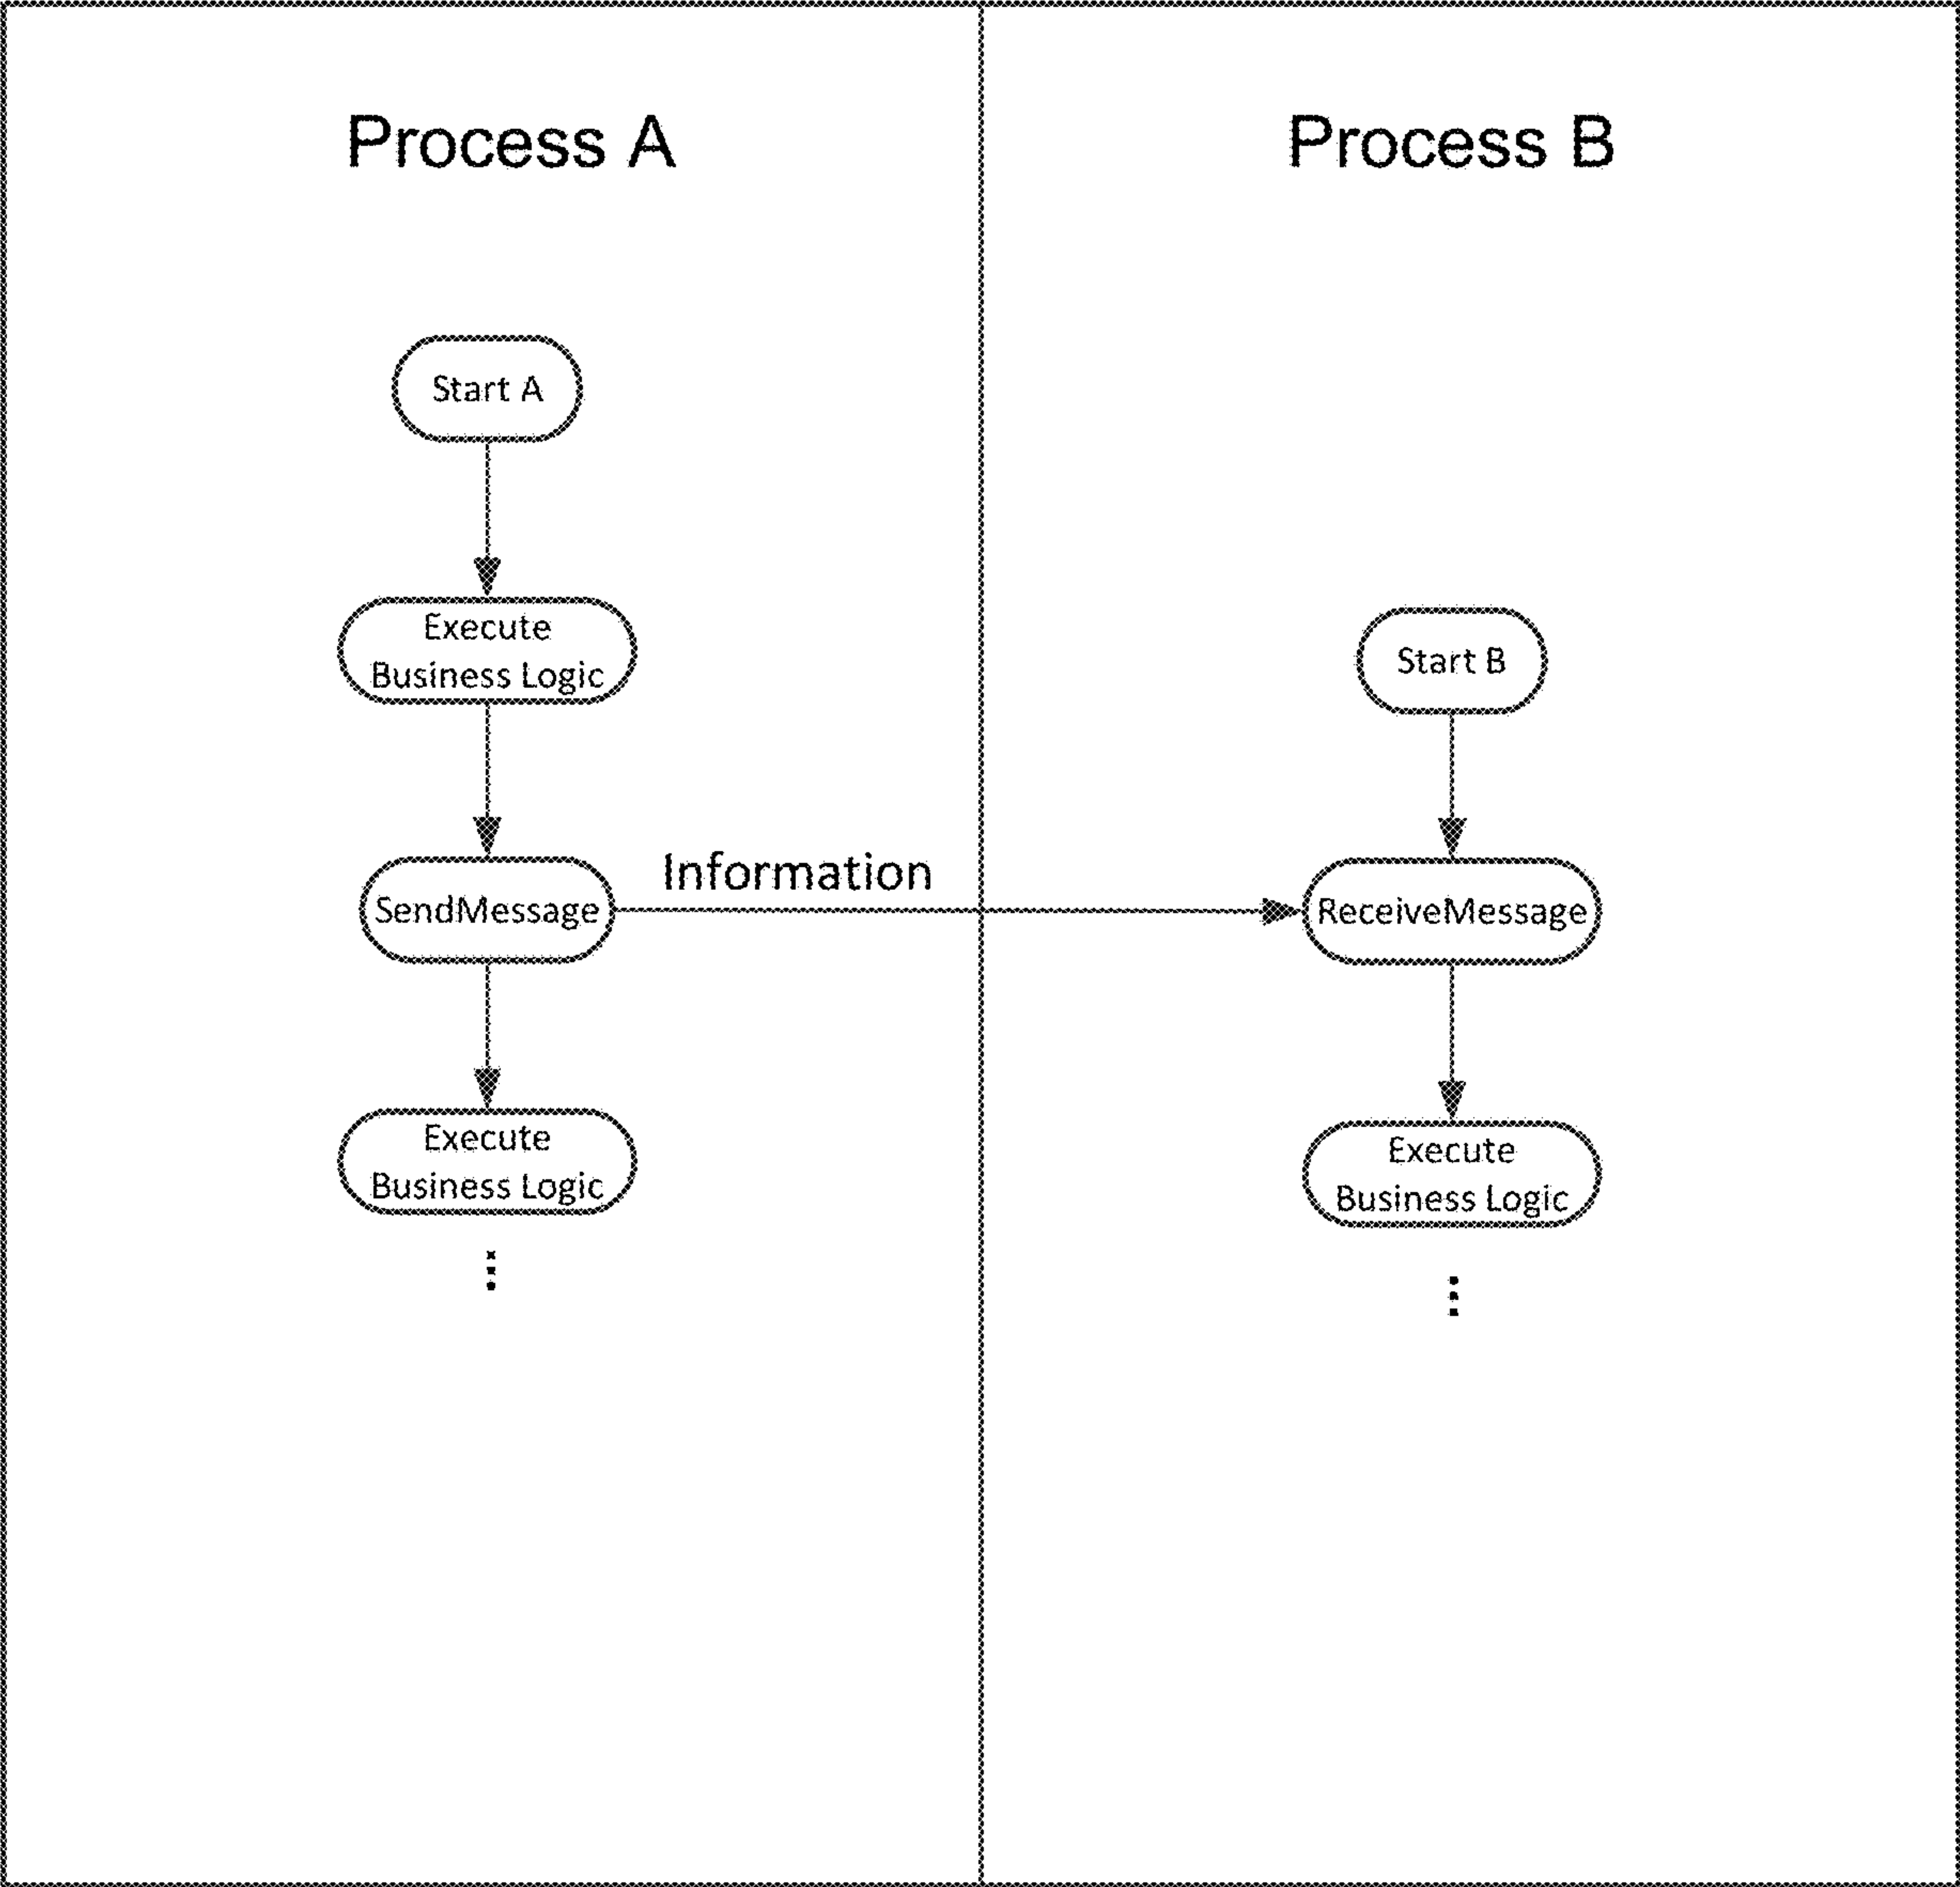 Process A
Process B
Start A
Execute
Business Logic
SendMessage
Execute
Business Logic
Information
Start B
ReceiveMessage
Execute
Business Logic